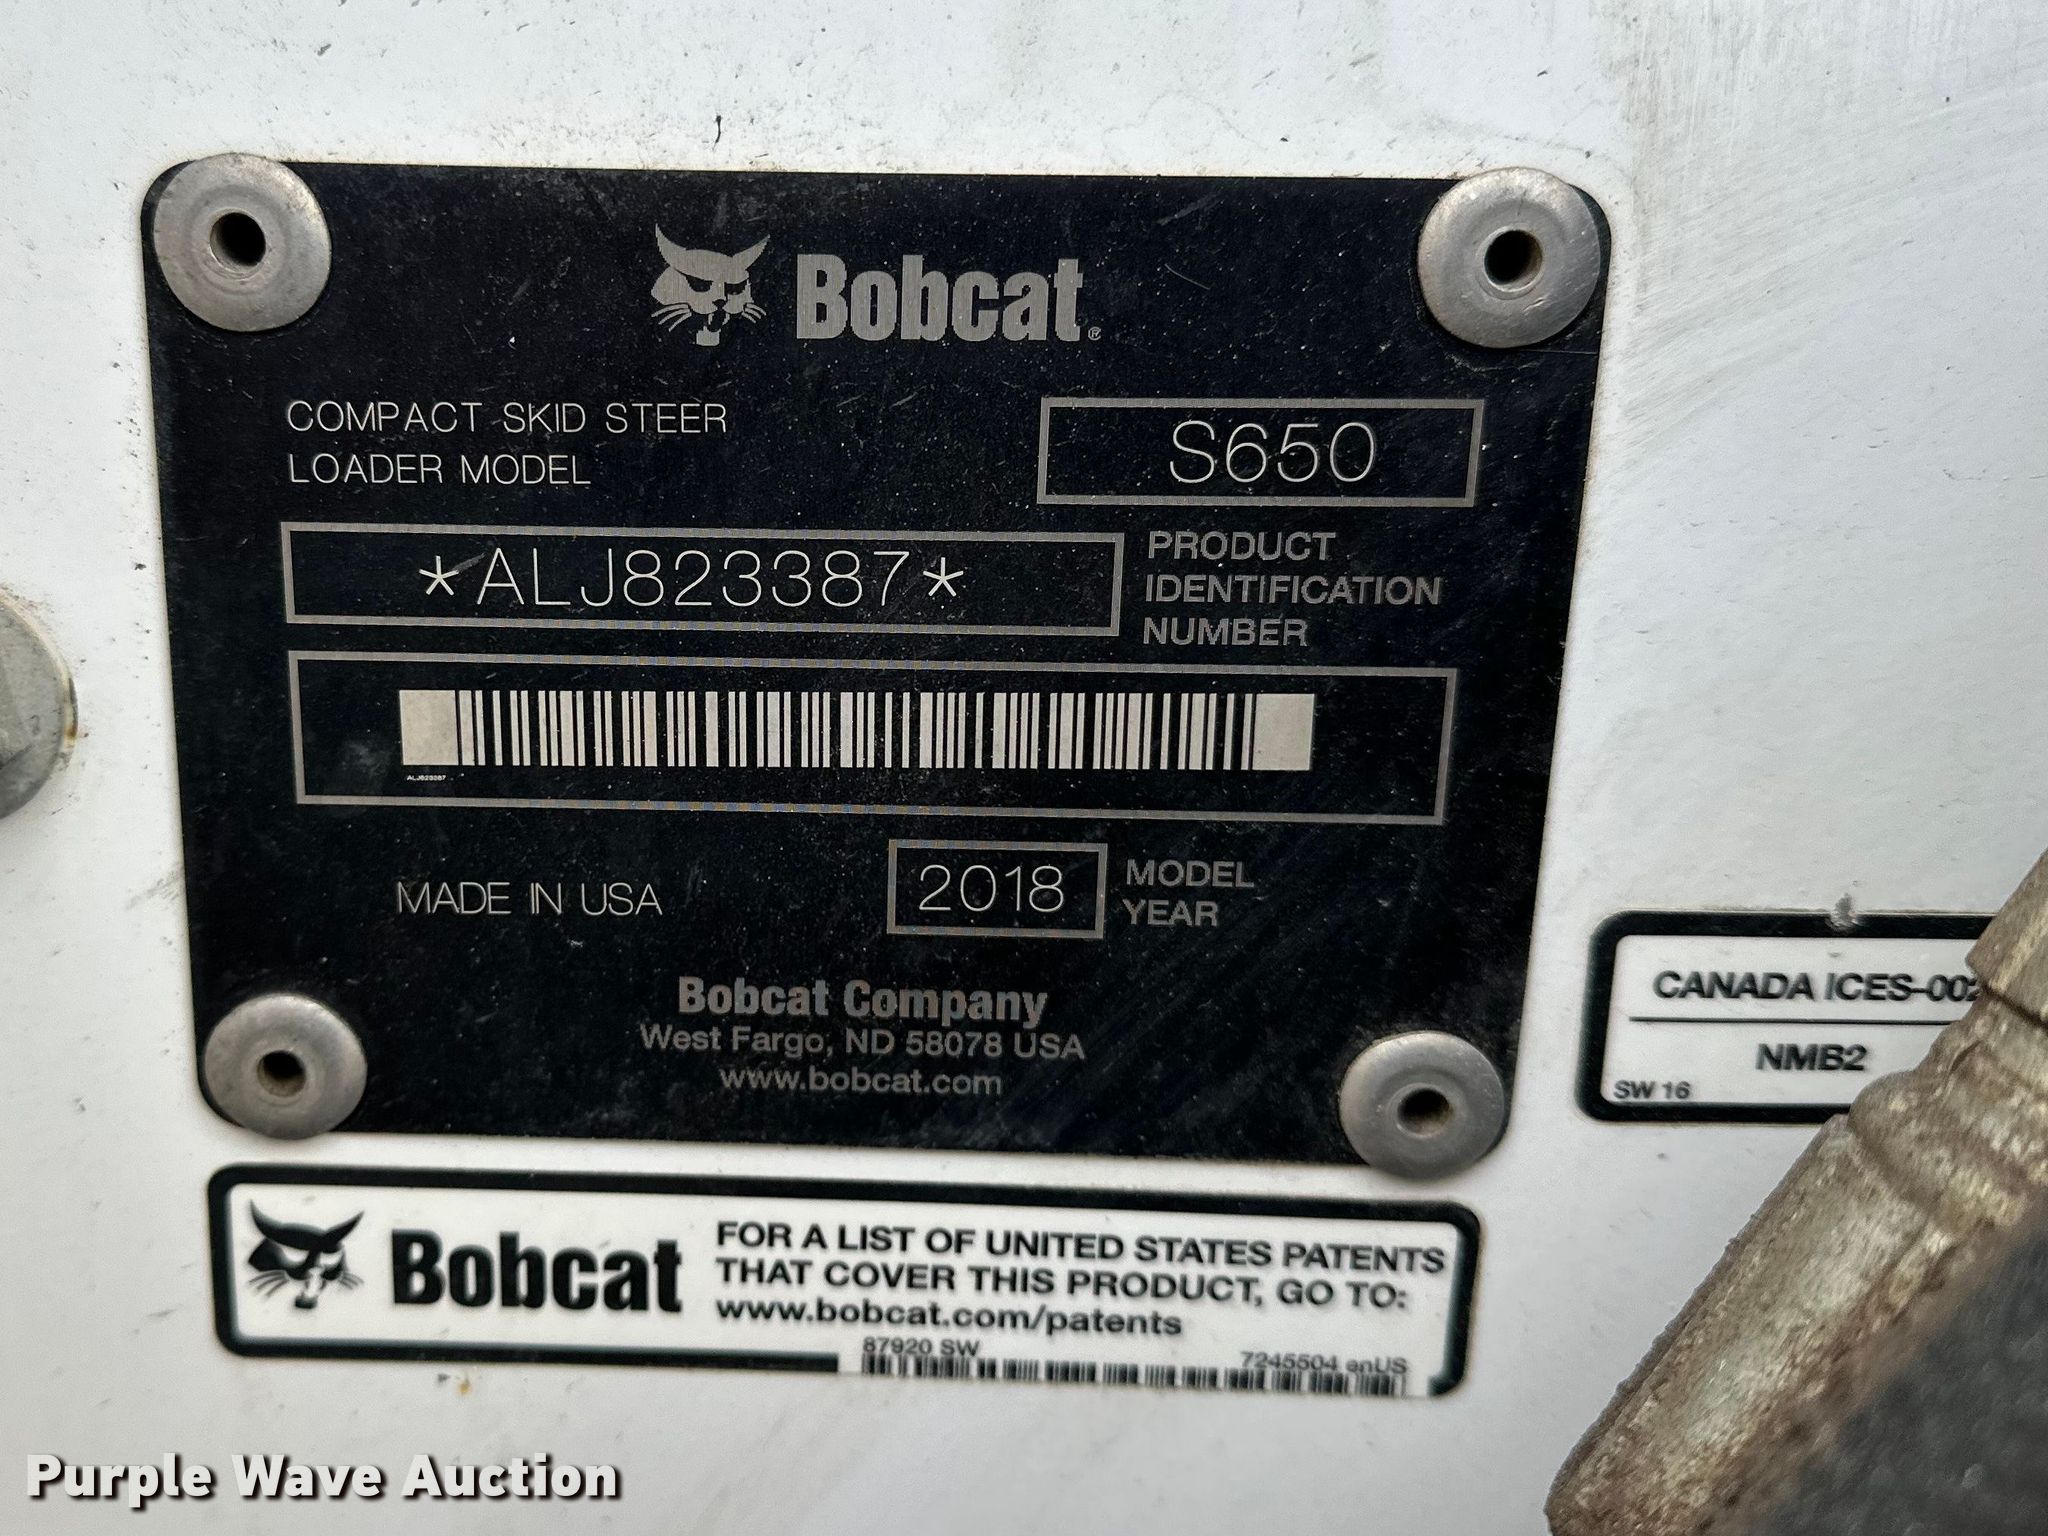 Bobcat®
COMPACT SKID STEER
LOADER MODEL
S650
*ALJ823387*
PRODUCT
IDENTIFICATION
NUMBER
ALJ823387
MADE IN USA
2018
MODEL
YEAR
Bobcat Company
West Fargo, ND 58078 USA
www.bobcat.com
CANADA ICES-002
NMB2
SW 16
Bobcat
FOR A LIST OF UNITED STATES PATENTS
THAT COVER THIS PRODUCT, GO TO:
www.bobcat.com/patents
87920 SW
7245504 enUS
Purple Wave Auction